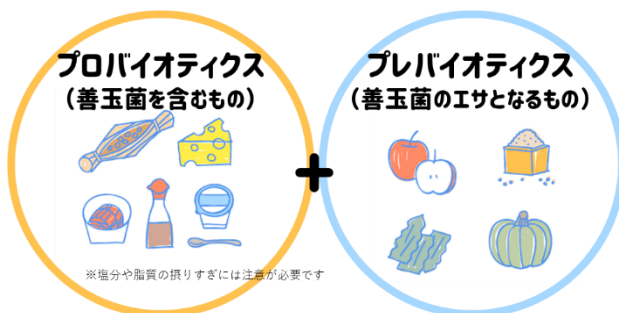 プロバイオティクス
(善玉菌を含むもの)
プレバイオティクス
(善玉菌のエサとなるもの)
+
※塩分や脂質の摂りすぎには注意が必要です